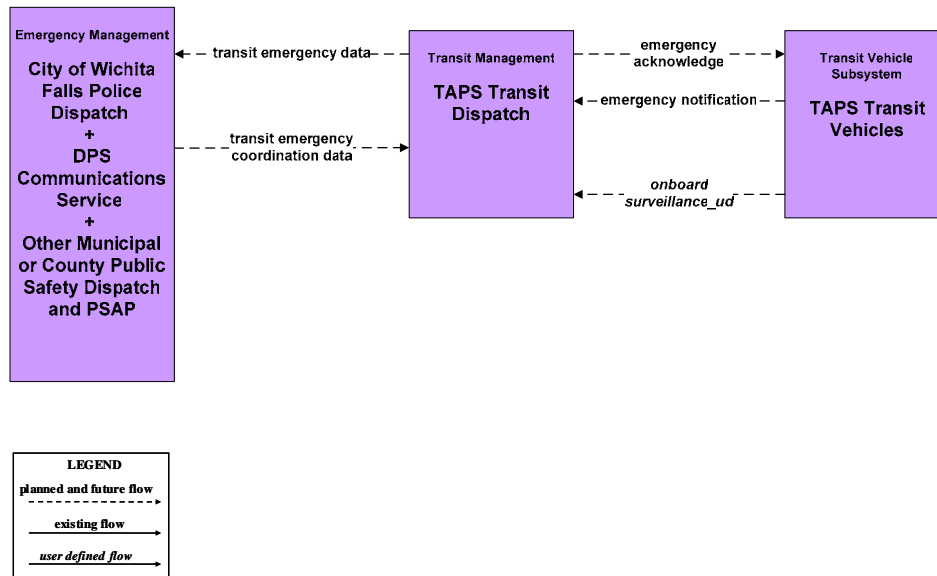 Emergency Management
City of Wichita
Falls Police
Dispatch
+
DPS
Communications
Service
+
Other Municipal
or County Public
Safety Dispatch
and PSAP
transit emergency data
transit emergency
coordination data
Transit Management
TAPS Transit
Dispatch
emergency
acknowledge
emergency notification
onboard
surveillance_ud
Transit Vehicle
Subsystem
TAPS Transit
Vehicles
LEGEND
planned and future flow
existing flow
user defined flow